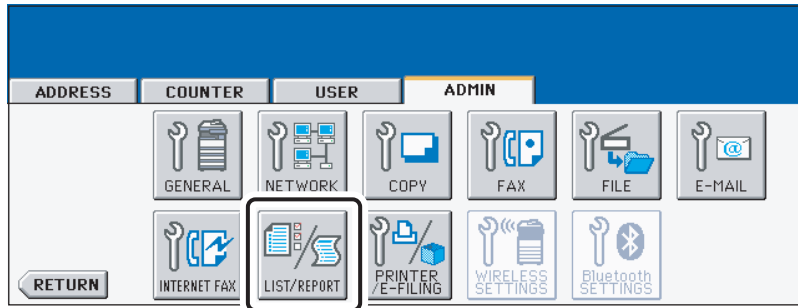 ADDRESS COUNTER USER ADMIN
GENERAL NETWORK COPY FAX FILE @ E-MAIL
INTERNET FAX LIST/REPORT PRINTER
/E-FILING WIRELESS
SETTINGS Bluetooth
SETTINGS
RETURN